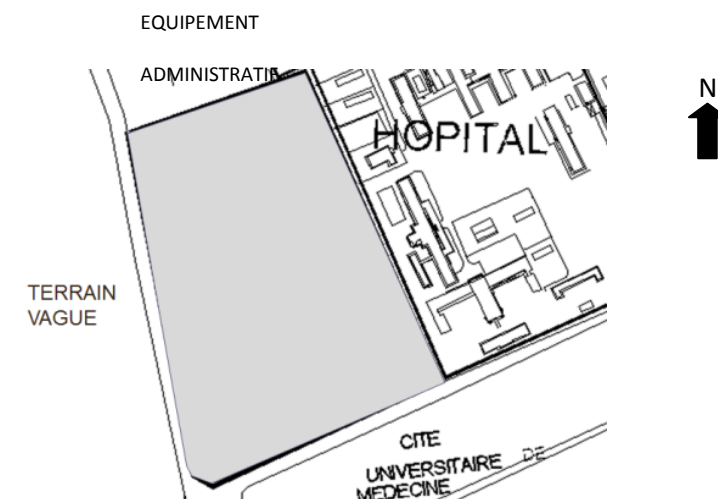 EQUIPEMENT
ADMINISTRATIF
N
HOPITAL
TERRAIN
VAGUE
CITE
UNIVERSITAIRE DE
MEDECINE